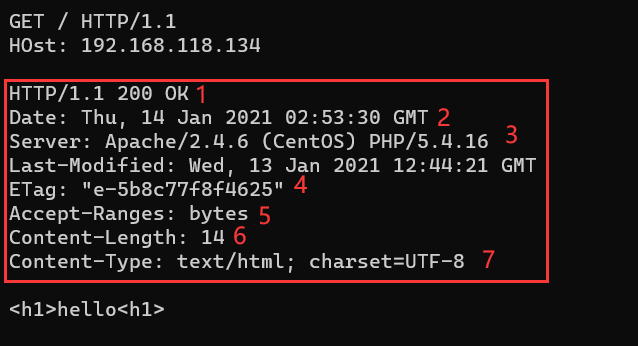 GET / HTTP/1.1
HOst: 192.168.118.134
HTTP/1.1 200 OK 1
Date: Thu, 14 Jan 2021 02:53:30 GMT 2
Server: Apache/2.4.6 (CentOS) PHP/5.4.16 3
Last-Modified: Wed, 13 Jan 2021 12:44:21 GMT
ETag: "e-5b8c77f8f4625" 4
Accept-Ranges: bytes 5
Content-Length: 14 6
Content-Type: text/html; charset=UTF-8 7
<h1>hello<h1>